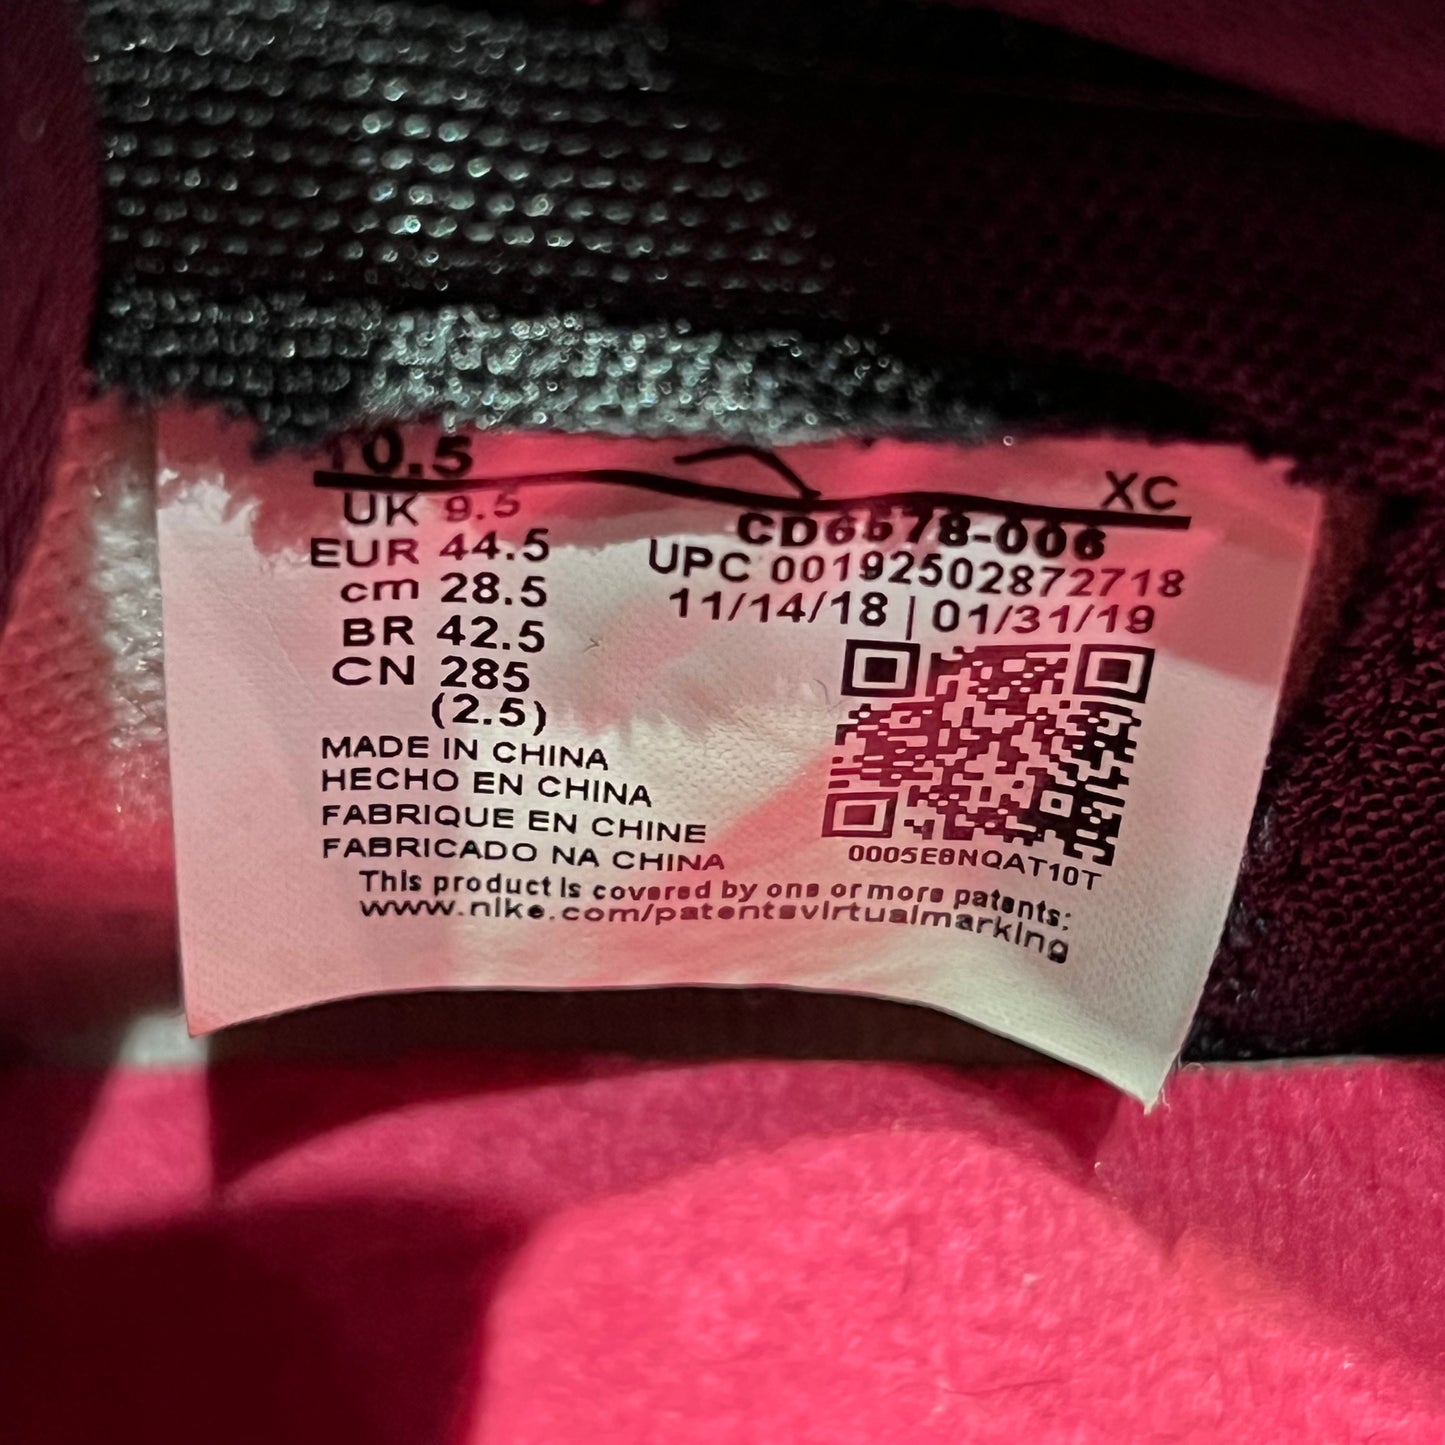 10.5
XC
UK 9.5
CD6578-006
EUR 44.5
UPC 00192502872718
cm 28.5
11/14/18 | 01/31/19
BR 42.5
CN 285
(2.5)
MADE IN CHINA
HECHO EN CHINA
FABRIQUE EN CHINE
FABRICADO NA CHINA
0005E8NQAT10T
This product is covered by one or more patents:
www.nike.com/patentsvirtualmarking